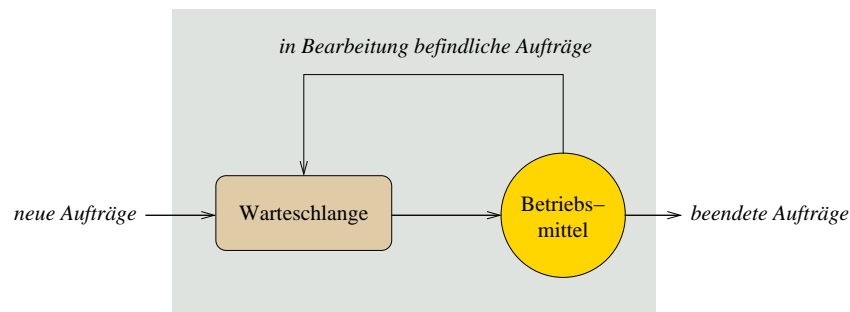 in Bearbeitung befindliche Aufträge
neue Aufträge
Warteschlange
Betriebs–
mittel
beendete Aufträge